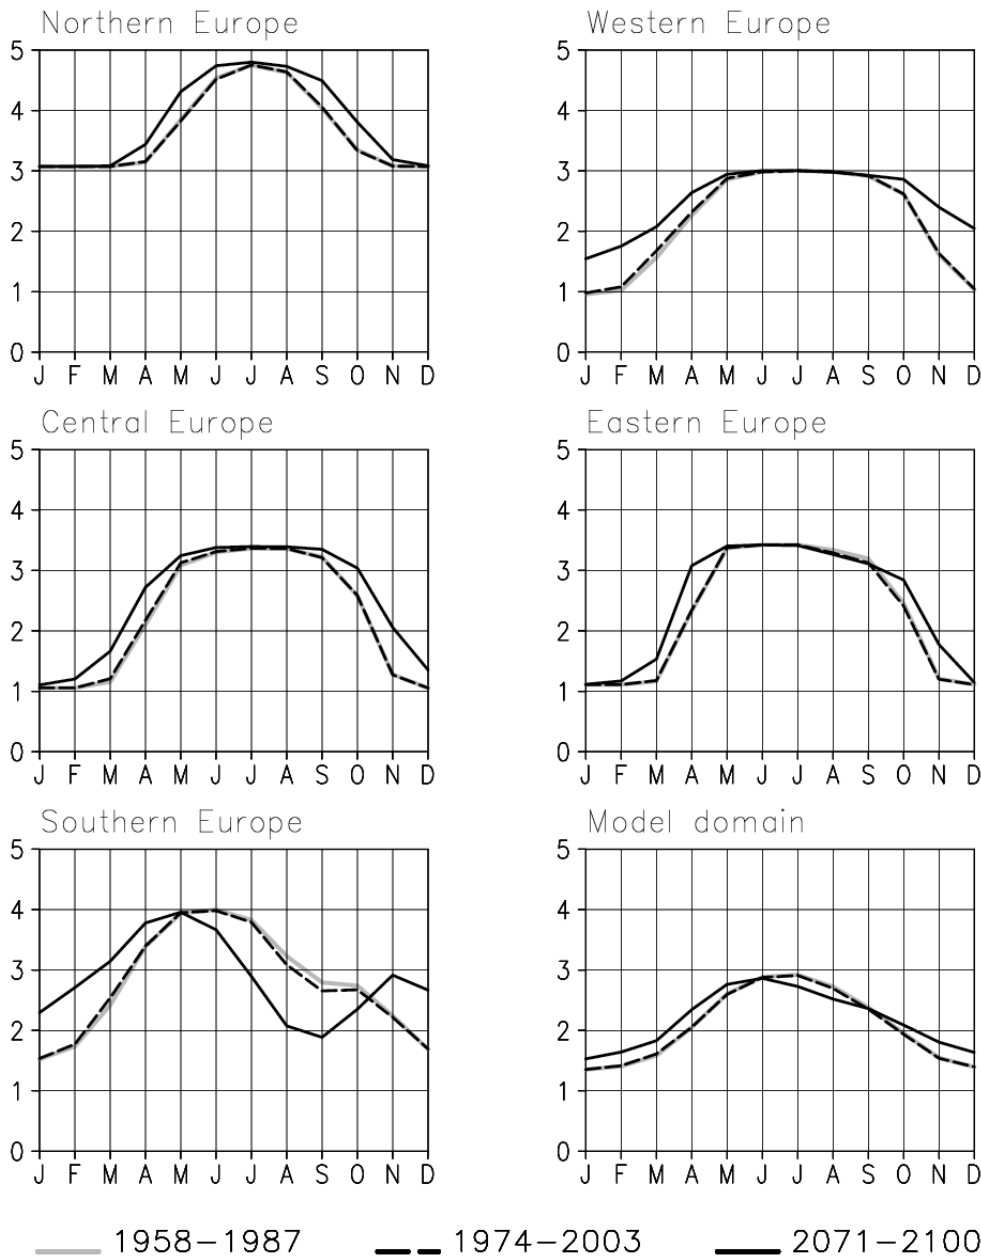 Northern Europe
5
4
3
2
1
0
J F M A M J J A S O N D
Western Europe
5
4
3
2
1
0
J F M A M J J A S O N D
Central Europe
5
4
3
2
1
0
J F M A M J J A S O N D
Eastern Europe
5
4
3
2
1
0
J F M A M J J A S O N D
Southern Europe
5
4
3
2
1
0
J F M A M J J A S O N D
Model domain
5
4
3
2
1
0
J F M A M J J A S O N D
1958-1987 1974-2003 2071-2100